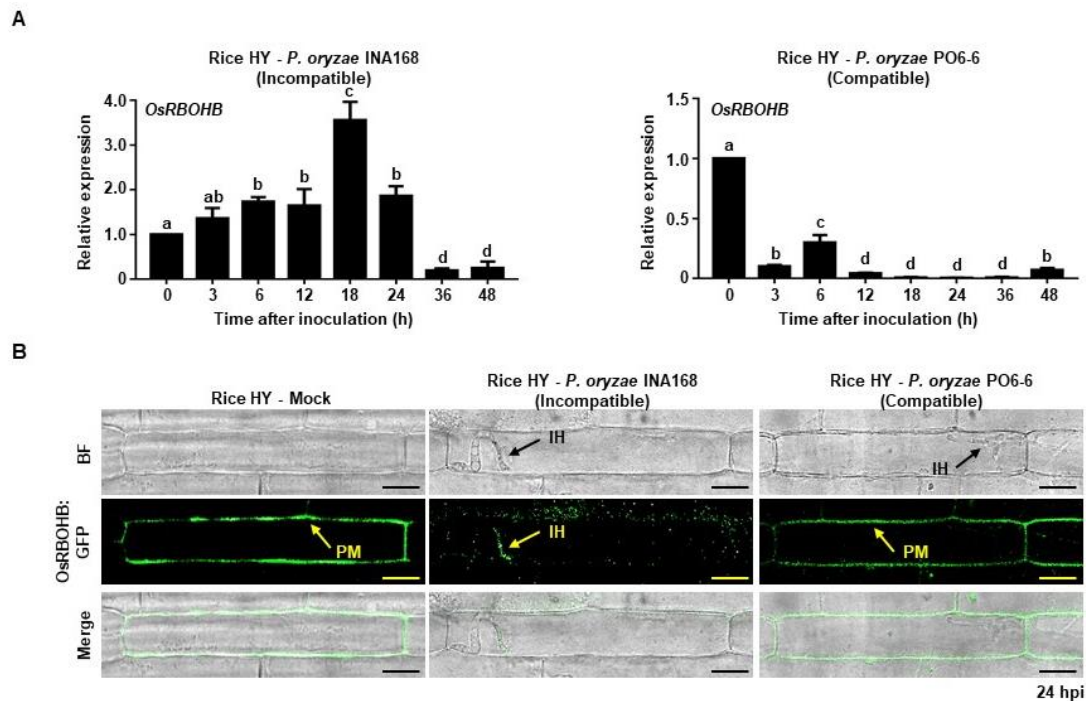 A
Rice HY - P. oryzae INA168
(Incompatible)
OsRBOHB
Relative expression
4.0
3.0
2.0
1.0
0
a
ab
b
b
c
b
d
d
0 3 6 12 18 24 36 48
Time after inoculation (h)
Rice HY - P. oryzae PO6-6
(Compatible)
OsRBOHB
Relative expression
1.5
1.0
0.5
0
a
b
c
d
d
d
d
b
0 3 6 12 18 24 36 48
Time after inoculation (h)
B
Rice HY - Mock
Rice HY - P. oryzae INA168
(Incompatible)
Rice HY - P. oryzae PO6-6
(Compatible)
BF
IH
IH
OsRBOHB:
GFP
PM
IH
PM
Merge
24 hpi